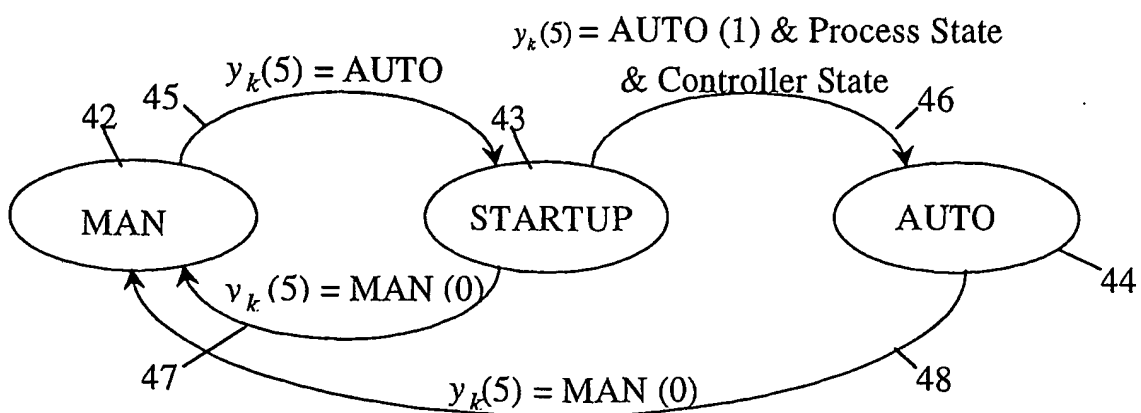 y_k(5) = AUTO (1) & Process State
& Controller State
y_k(5) = AUTO
45
46
42
43
MAN
STARTUP
AUTO
44
y_k(5) = MAN (0)
47
48
y_k(5) = MAN (0)